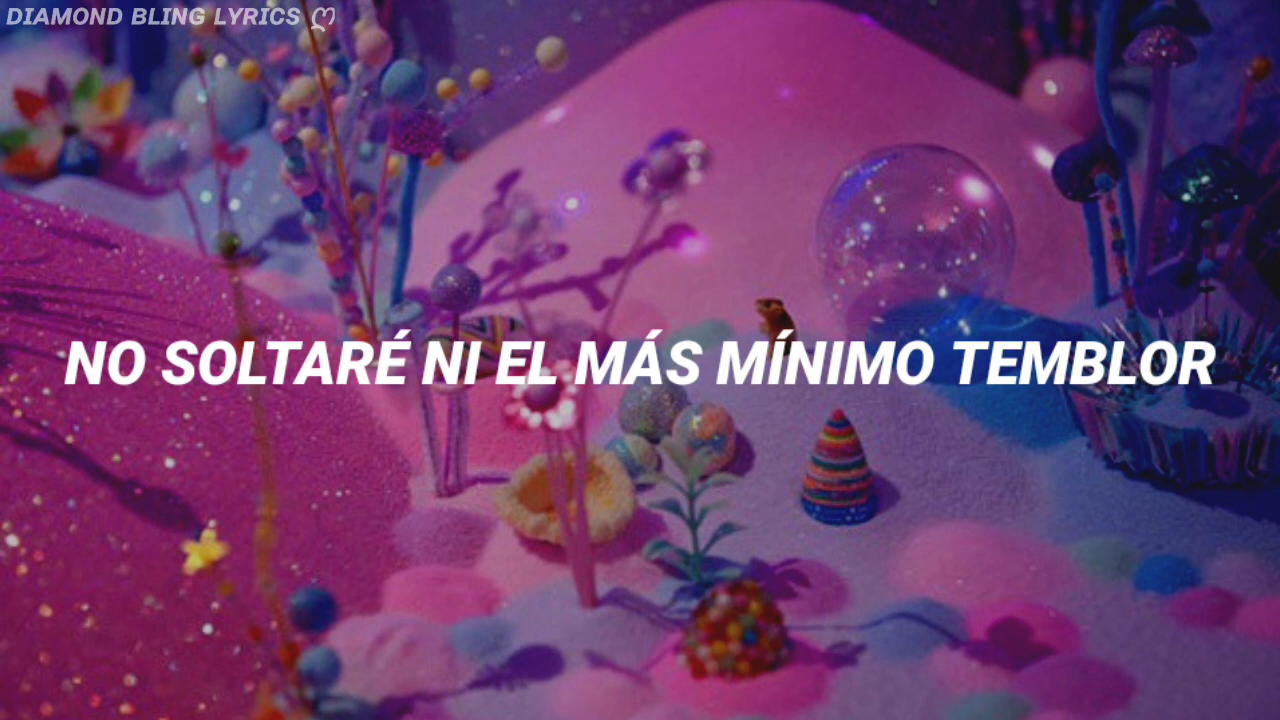 DIAMOND BLING LYRICS ღ
NO SOLTARÉ NI EL MÁS MÍNIMO TEMBLOR